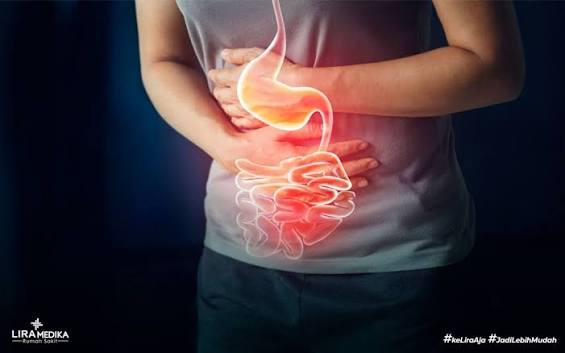 LIRA MEDIKA
Rumah Sakit
#keLiraAja #JadiLebihMudah